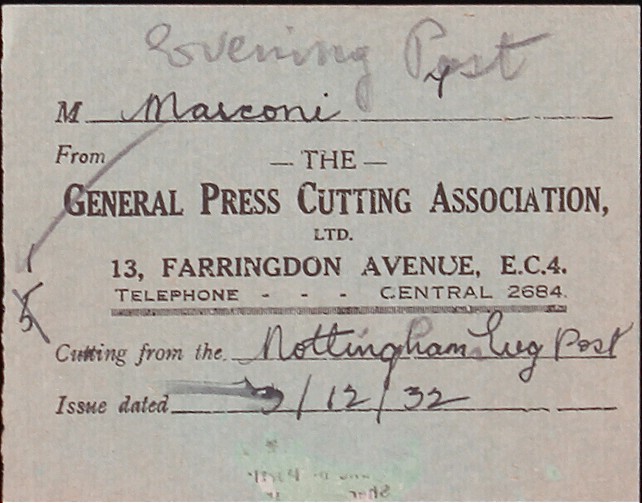 Evening Post
M Marconi
From
— THE —
GENERAL PRESS CUTTING ASSOCIATION,
LTD.
13, FARRINGDON AVENUE, E.C.4.
TELEPHONE - - - CENTRAL 2684.
5
Cutting from the Nottingham Evg Post
Issue dated /12/32